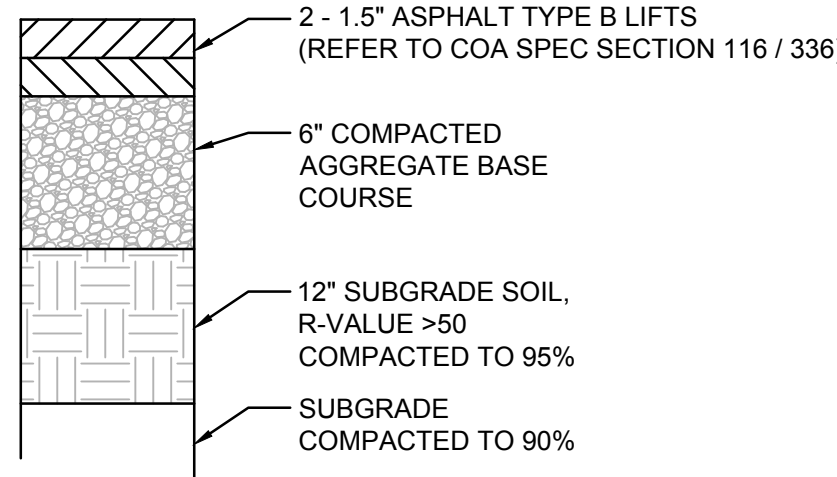 2 - 1.5" ASPHALT TYPE B LIFTS
(REFER TO COA SPEC SECTION 116 / 336)
6" COMPACTED
AGGREGATE BASE
COURSE
12" SUBGRADE SOIL,
R-VALUE >50
COMPACTED TO 95%
SUBGRADE
COMPACTED TO 90%